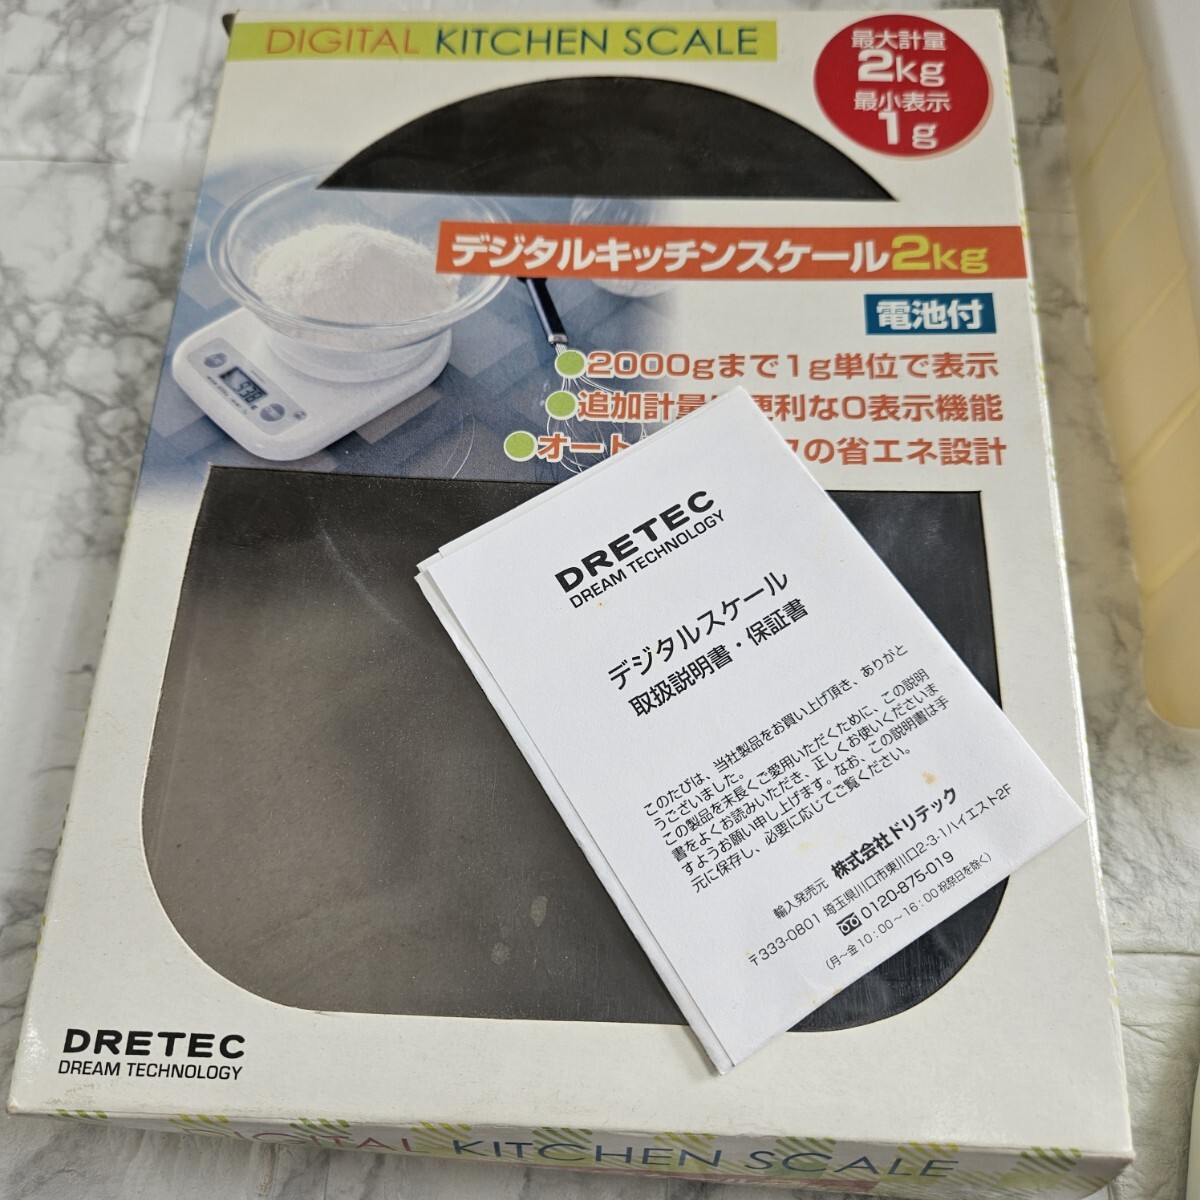 DIGITAL KITCHEN SCALE
最大計量
2kg
最小表示
1g
デジタルキッチンスケール2kg
電池付
●2000gまで1g単位で表示
●追加計量 便利な0表示機能
●オート の省エネ設計
DRETEC
DREAM TECHNOLOGY
デジタルスケール
取扱説明書・保証書
このたびは、当社製品をお買い上げ頂き、ありがと
うございました。
この製品を末長くご愛用いただくために、この説明
書をよくお読みいただき、正しくお使いくださいま
すようお願い申し上げます。なお、この説明書は手
元に保存し、必要に応じてご覧ください。
輸入発売元 株式会社ドリテック
〒333-0801 埼玉県川口市東川口2-3-1ハイエスト2F
0120-875-019
(月～金 10:00～16:00 祝祭日を除く)
DRETEC
DREAM TECHNOLOGY
DIGITAL KITCHEN SCALE